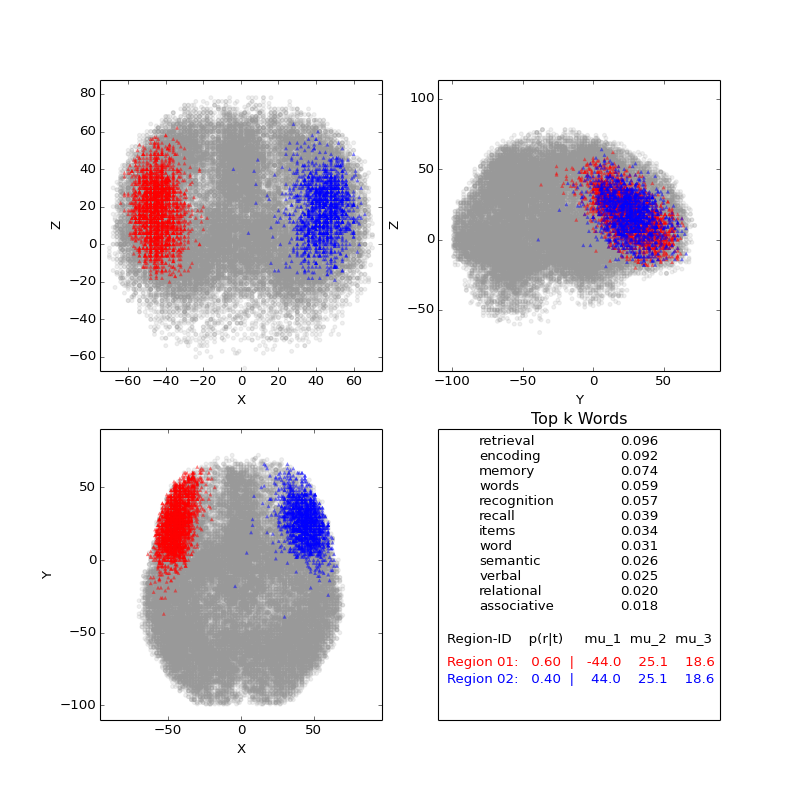 80
60
40
20
0
−20
−40
−60
Z
−60 −40 −20 0 20 40 60
X
100
50
0
−50
Z
−100 −50 0 50
Y
50
0
−50
−100
Y
−50 0 50
X
Top k Words
retrieval 0.096
encoding 0.092
memory 0.074
words 0.059
recognition 0.057
recall 0.039
items 0.034
word 0.031
semantic 0.026
verbal 0.025
relational 0.020
associative 0.018
Region-ID p(r|t) mu_1 mu_2 mu_3
Region 01: 0.60 | -44.0 25.1 18.6
Region 02: 0.40 | 44.0 25.1 18.6